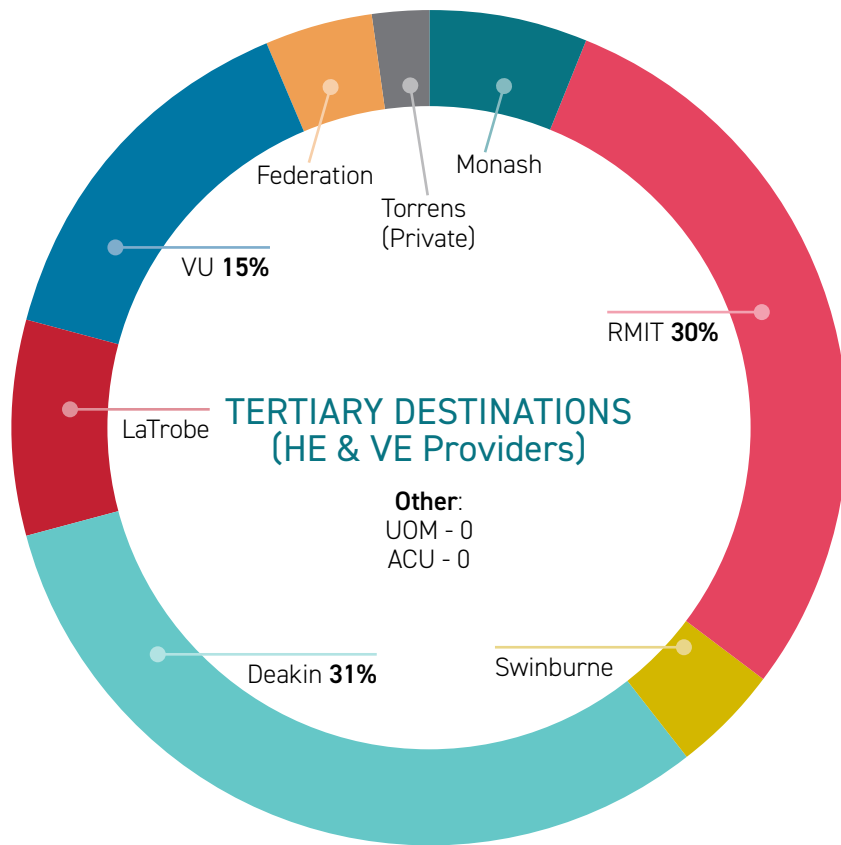 Monash
Federation
Torrens
(Private)
VU 15%
RMIT 30%
LaTrobe
TERTIARY DESTINATIONS
(HE & VE Providers)
Other:
UOM - 0
ACU - 0
Swinburne
Deakin 31%